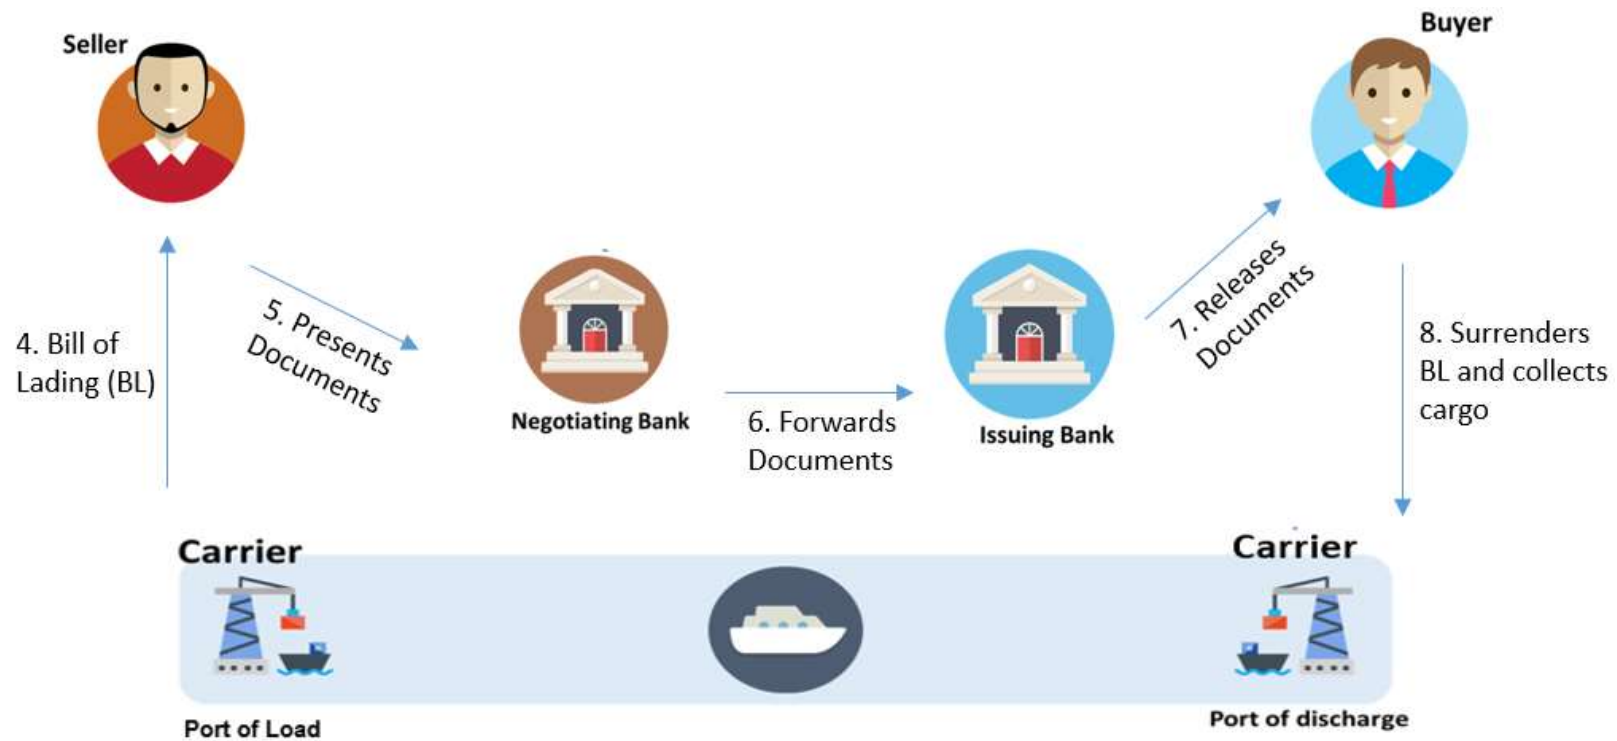 Seller
Buyer
4. Bill of
Lading (BL)
5. Presents
Documents
Negotiating Bank
6. Forwards
Documents
Issuing Bank
7. Releases
Documents
8. Surrenders
BL and collects
cargo
Carrier
Carrier
Port of Load
Port of discharge